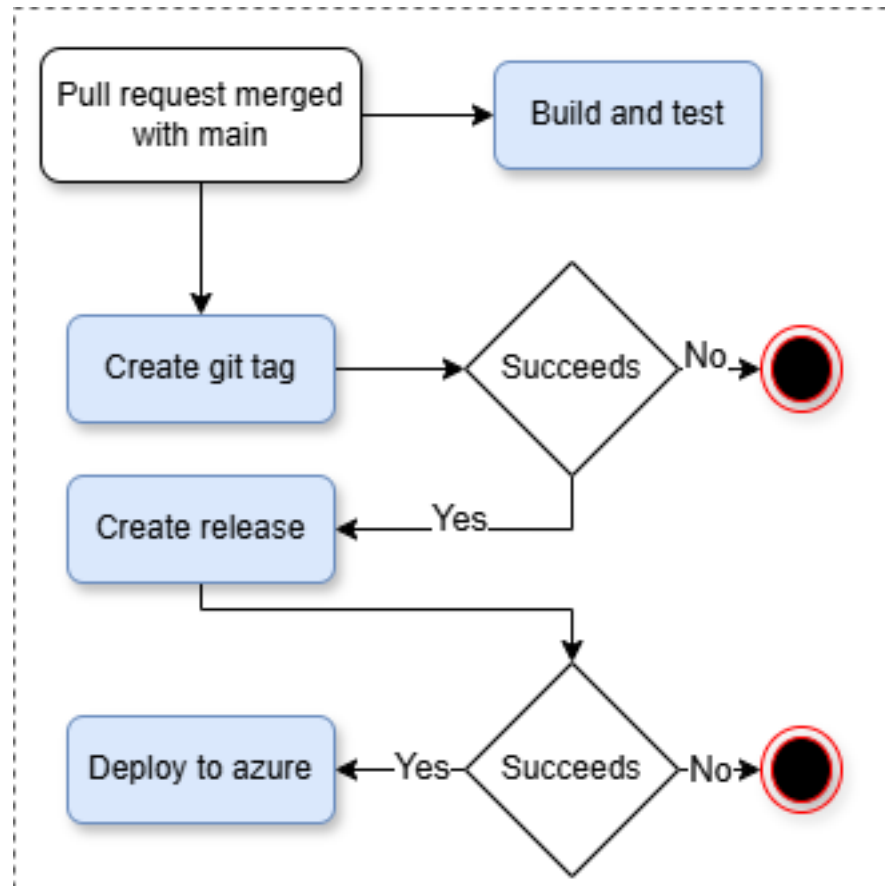 Pull request merged
with main
Build and test
Create git tag
Succeeds
No
Create release
Yes
Deploy to azure
Yes
Succeeds
No